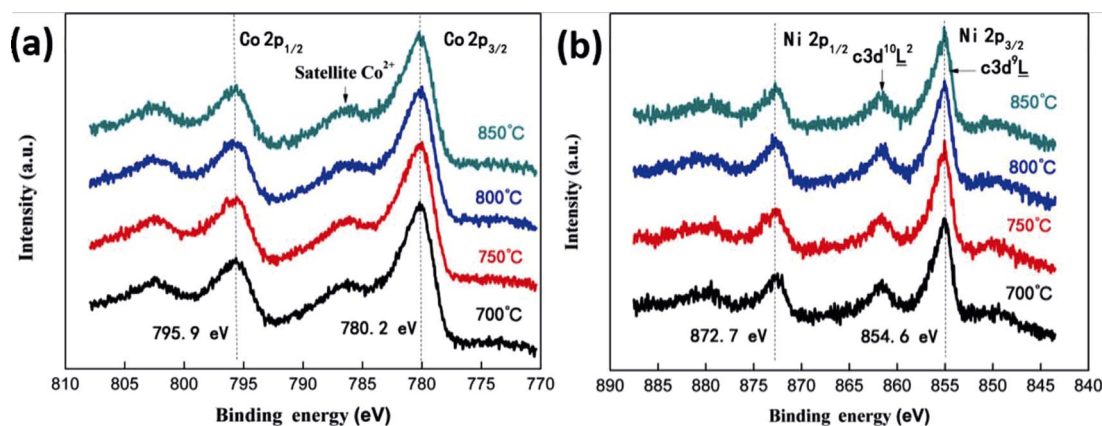 (a)
Co 2p1/2
Co 2p3/2
Satellite Co2+
850°C
800°C
750°C
700°C
795.9 eV
780.2 eV
Intensity (a.u.)
810 805 800 795 790 785 780 775 770
Binding energy (eV)
(b)
Ni 2p1/2
c3d10L2
Ni 2p3/2
c3d9L
850°C
800°C
750°C
700°C
872.7 eV
854.6 eV
Intensity (a.u.)
890 885 880 875 870 865 860 855 850 845 840
Binding energy (eV)